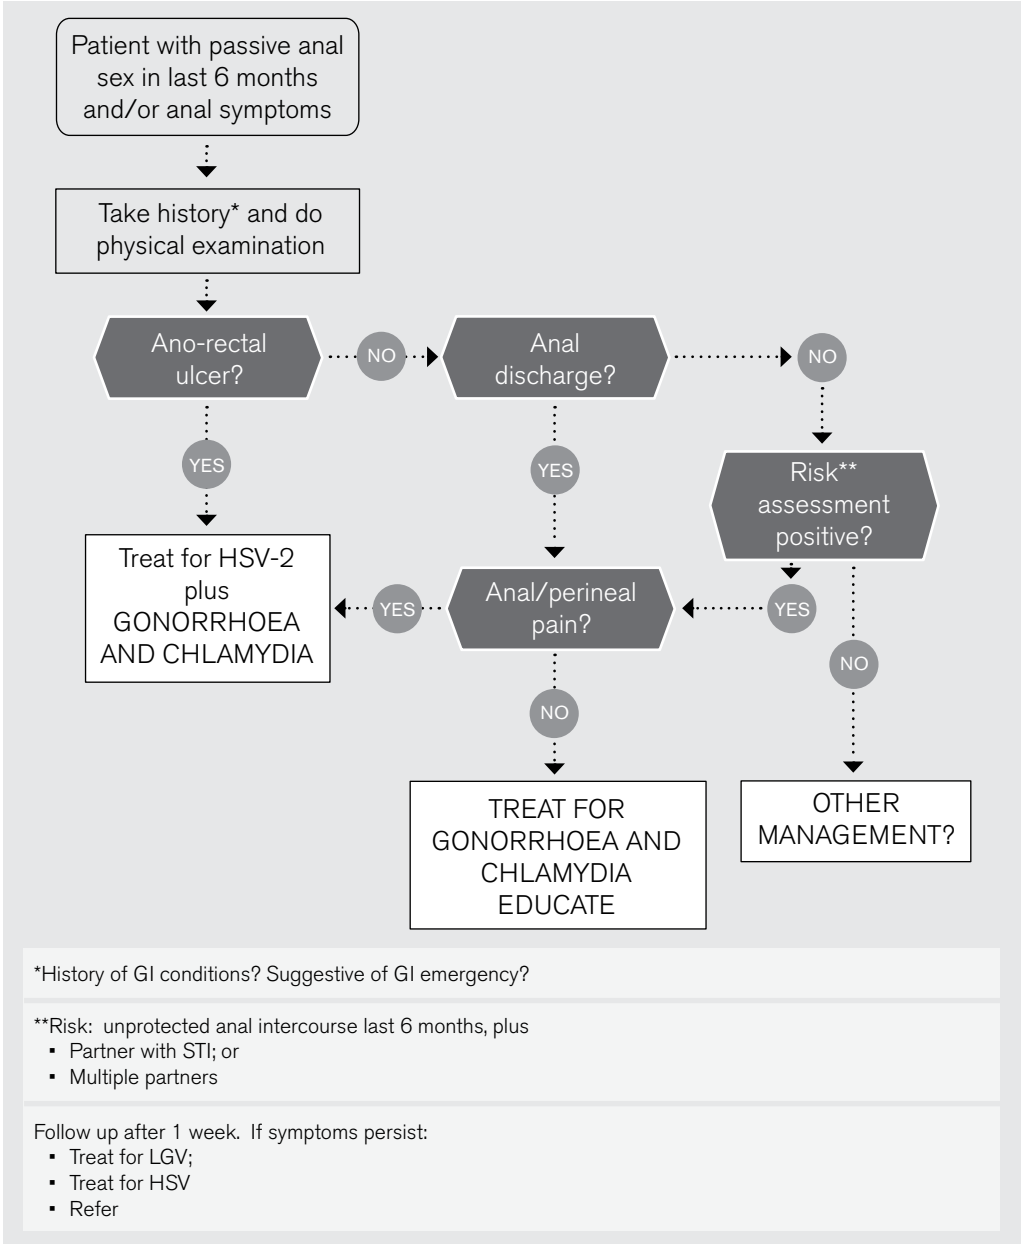 Patient with passive anal
sex in last 6 months
and/or anal symptoms
Take history* and do
physical examination
Ano-rectal
ulcer?
NO
Anal
discharge?
NO
YES
YES
Risk**
assessment
positive?
Treat for HSV-2
plus
GONORRHOEA
AND CHLAMYDIA
YES
Anal/perineal
pain?
YES
NO
NO
TREAT FOR
GONORRHOEA AND
CHLAMYDIA
EDUCATE
OTHER
MANAGEMENT?
*History of GI conditions? Suggestive of GI emergency?
**Risk: unprotected anal intercourse last 6 months, plus
▪ Partner with STI; or
▪ Multiple partners
Follow up after 1 week. If symptoms persist:
▪ Treat for LGV;
▪ Treat for HSV
▪ Refer